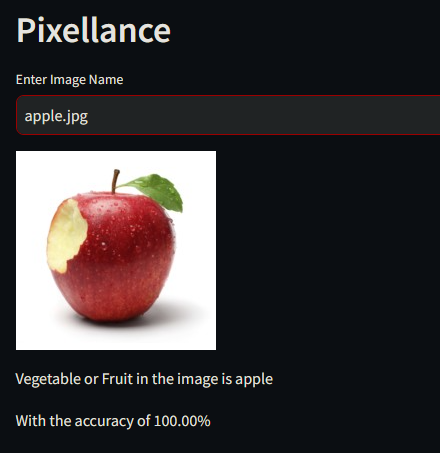 Pixellance
Enter Image Name
apple.jpg
Vegetable or Fruit in the image is apple
With the accuracy of 100.00%